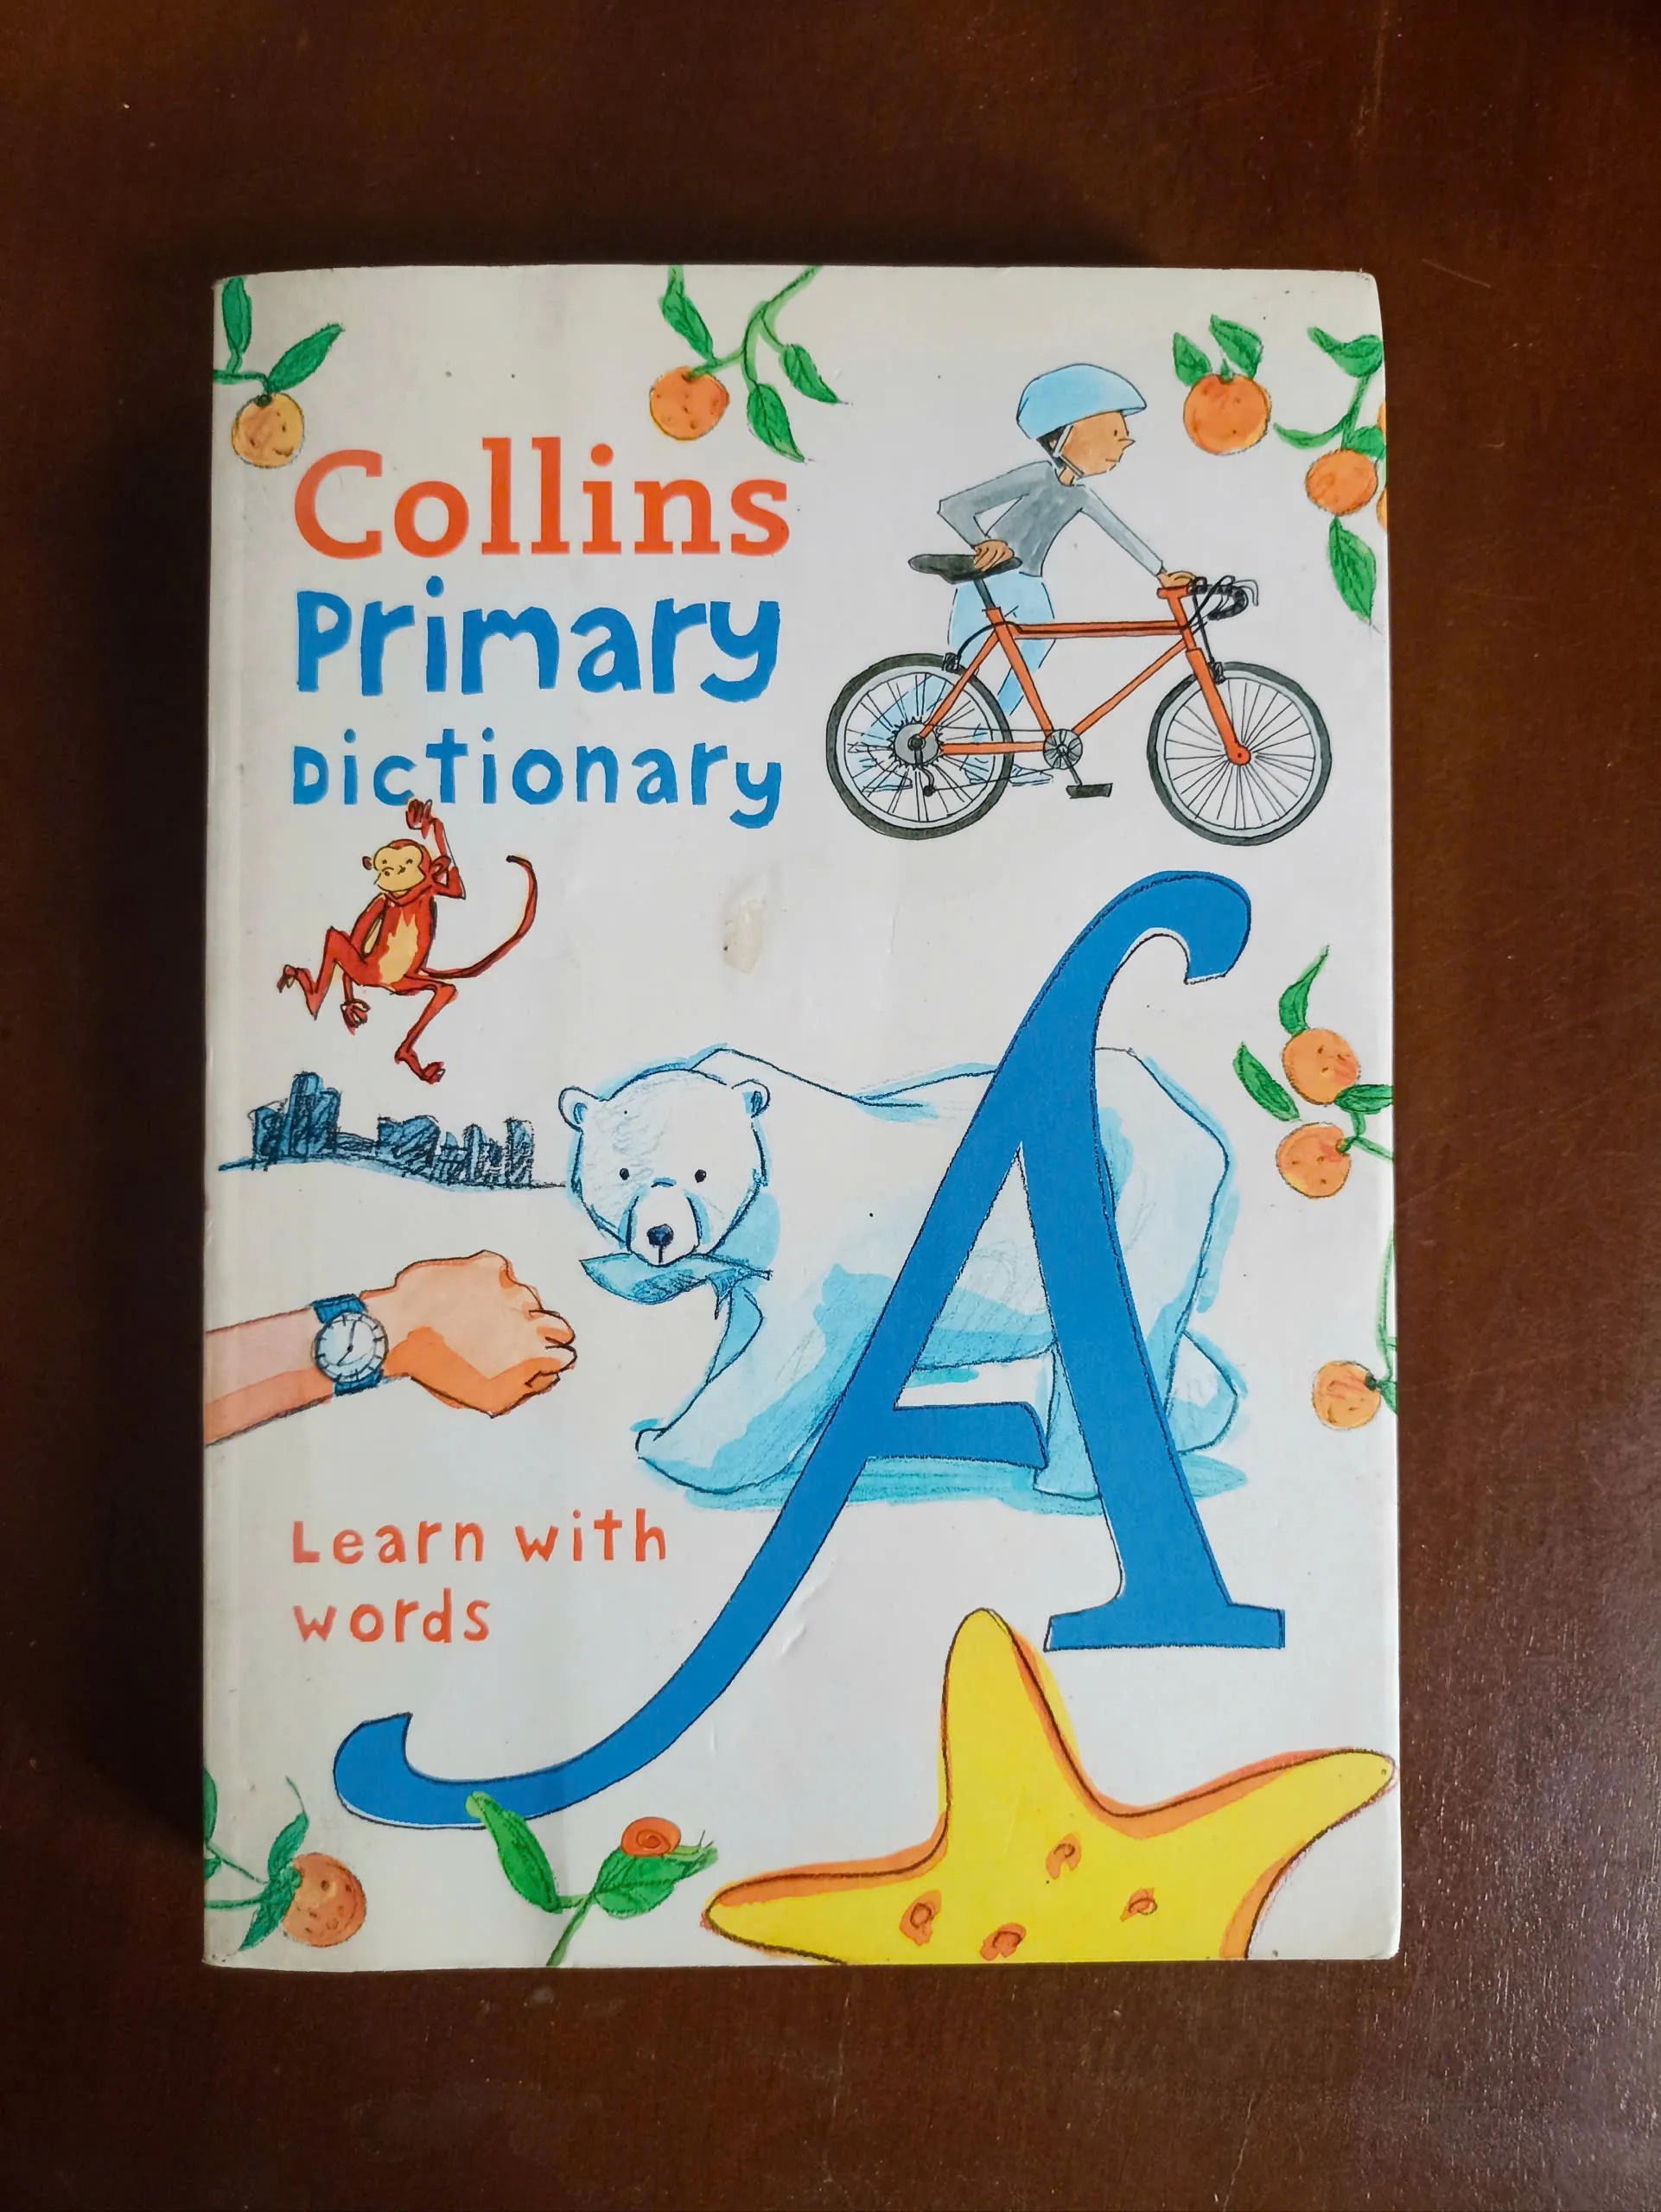 Collins
Primary
Dictionary
A
Learn with
words